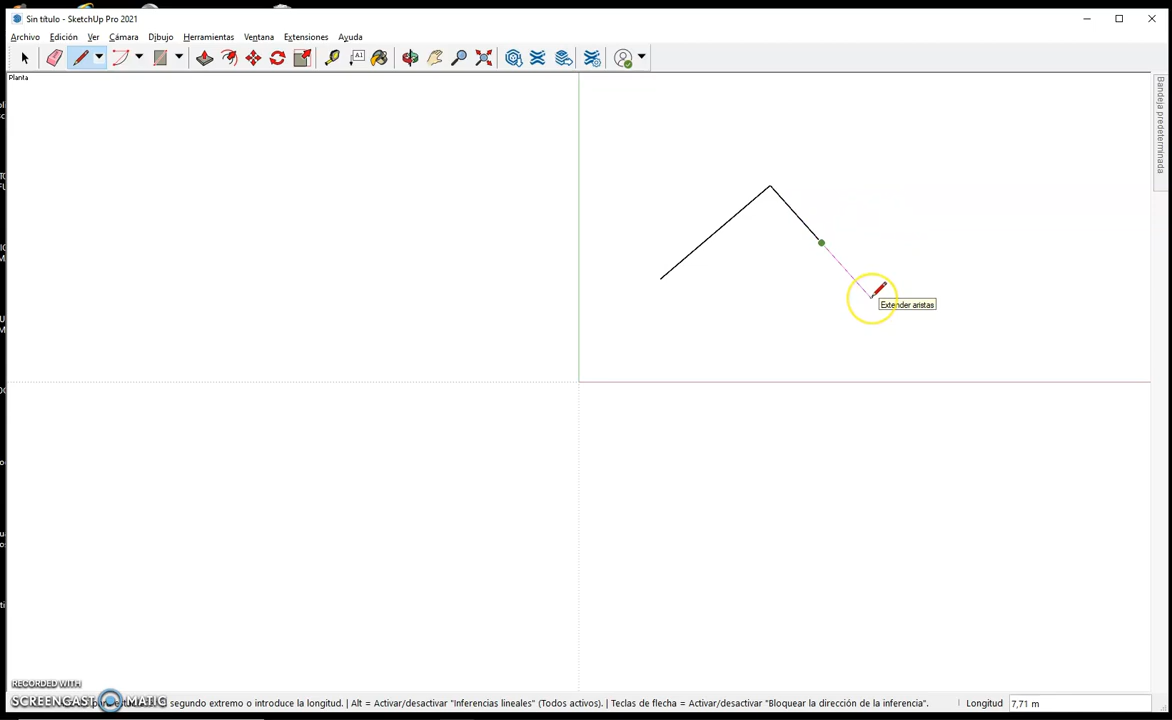 Sin título - SketchUp Pro 2021
Archivo Edición Ver Cámara Dibujo Herramientas Ventana Extensiones Ayuda
A1
Planta
Bandeja predeterminada
Extender aristas
RECORDED WITH
SCREENCAST-O-MATIC
segundo extremo o introduce la longitud. | Alt = Activar/desactivar "Inferencias lineales" (Todos activos). | Teclas de flecha = Activar/desactivar "Bloquear la dirección de la inferencia". Longitud 7,71 m